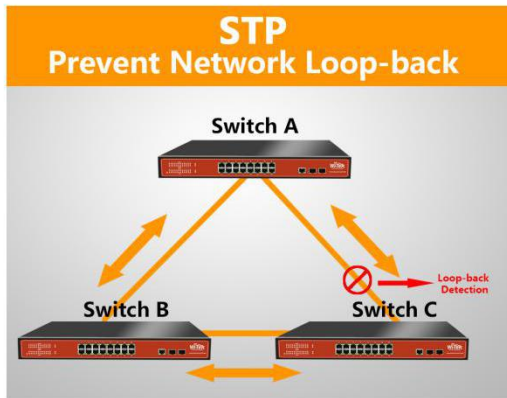 STP
Prevent Network Loop-back
Switch A
Loop-back
Detection
Switch B
Switch C